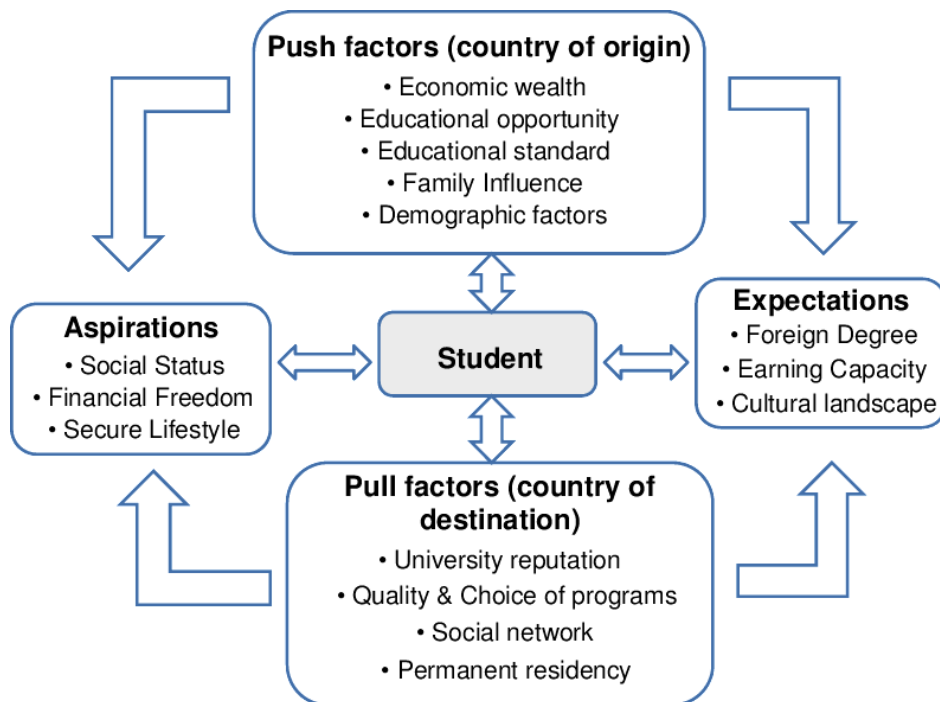 Push factors (country of origin)
• Economic wealth
• Educational opportunity
• Educational standard
• Family Influence
• Demographic factors
Aspirations
• Social Status
• Financial Freedom
• Secure Lifestyle
Student
Expectations
• Foreign Degree
• Earning Capacity
• Cultural landscape
Pull factors (country of
destination)
• University reputation
• Quality & Choice of programs
• Social network
• Permanent residency